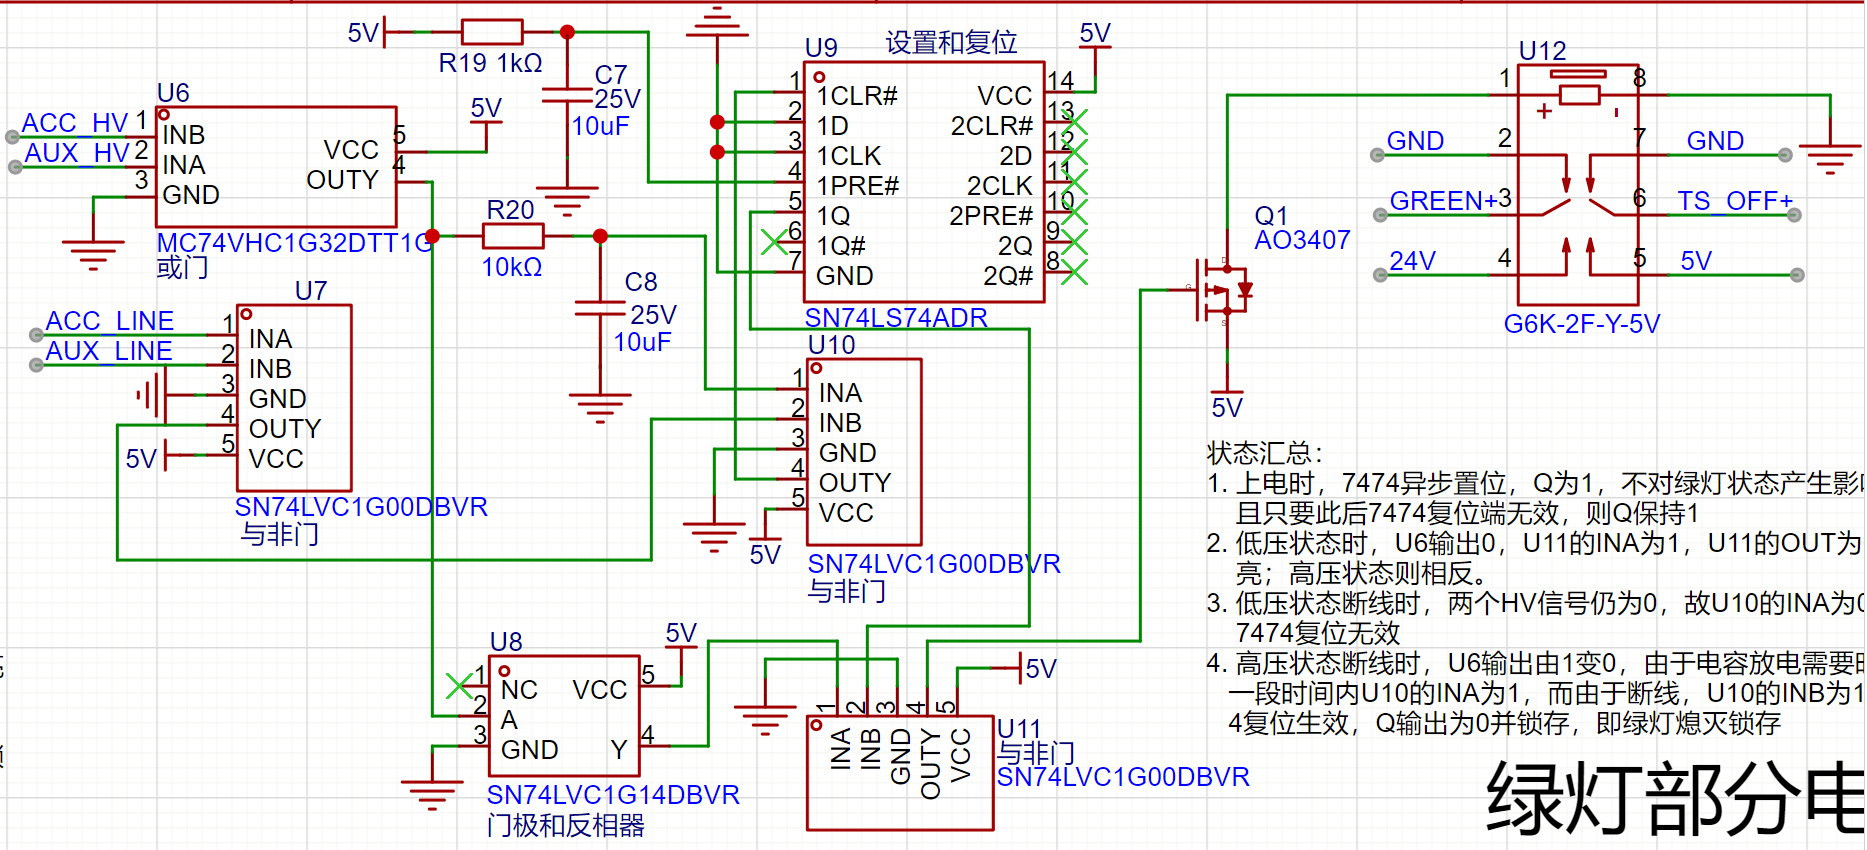 5V
R19 1kΩ
C7
25V
10uF
U6
ACC_HV 1 INB
AUX_HV 2 INA
3 GND
VCC 5
OUTY 4
5V
MC74VHC1G32DTT1G
或门
R20
10kΩ
C8
25V
10uF
U7
ACC_LINE 1 INA
AUX_LINE 2 INB
3 GND
4 OUTY
5V 5 VCC
SN74LVC1G00DBVR
与非门
U9 设置和复位
5V
1 1CLR# VCC 14
2 1D 2CLR# 13
3 1CLK 2D 12
4 1PRE# 2CLK 11
5 1Q 2PRE# 10
6 1Q# 2Q 9
7 GND 2Q# 8
SN74LS74ADR
U10
1 INA
2 INB
3 GND
4 OUTY
5 VCC
5V
SN74LVC1G00DBVR
与非门
U8
1 NC VCC 5
2 A
3 GND Y 4
5V
SN74LVC1G14DBVR
门极和反相器
1 2 3 4 5
INA INB GND OUTY VCC
5V
U11
与非门
SN74LVC1G00DBVR
Q1
AO3407
D
G
S
5V
U12
1 8
+ -
GND 2 7 GND
GREEN+ 3 6 TS_OFF+
24V 4 5 5V
G6K-2F-Y-5V
状态汇总：
1. 上电时，7474异步置位，Q为1，不对绿灯状态产生影
且只要此后7474复位端无效，则Q保持1
2. 低压状态时，U6输出0，U11的INA为1，U11的OUT为
亮；高压状态则相反。
3. 低压状态断线时，两个HV信号仍为0，故U10的INA为0
7474复位无效
4. 高压状态断线时，U6输出由1变0，由于电容放电需要
一段时间内U10的INA为1，而由于断线，U10的INB为1
4复位生效，Q输出为0并锁存，即绿灯熄灭锁存
绿灯部分电